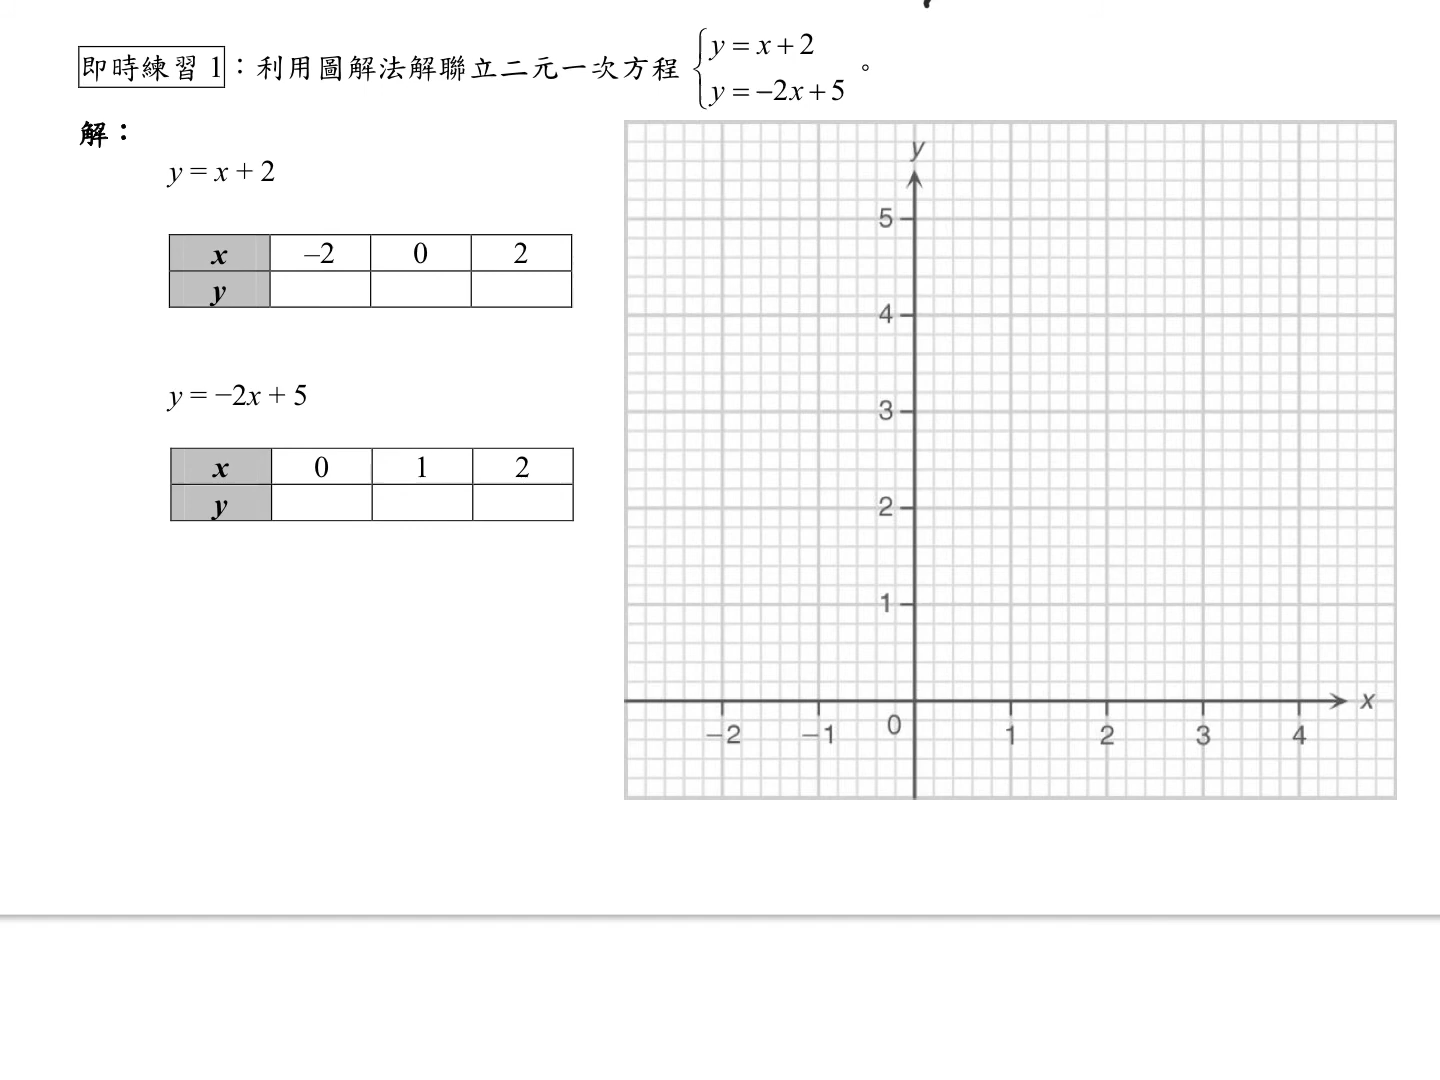 即時練習 1：利用圖解法解聯立二元一次方程 { y = x + 2
y = −2x + 5 。
解：
y = x + 2
x –2 0 2
y
y = −2x + 5
x 0 1 2
y
y
5
4
3
2
1
x
−2 −1 0 1 2 3 4